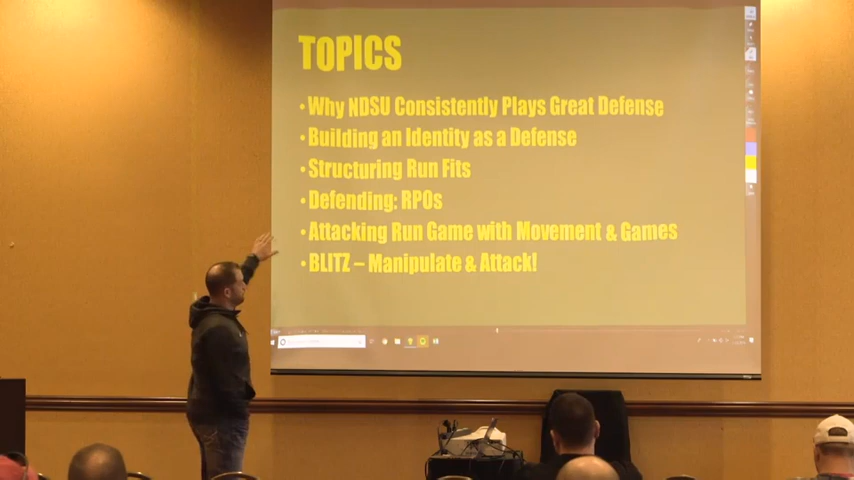 TOPICS
• Why NDSU Consistently Plays Great Defense
• Building an Identity as a Defense
• Structuring Run Fits
• Defending: RPOs
• Attacking Run Game with Movement & Games
• BLITZ – Manipulate & Attack!